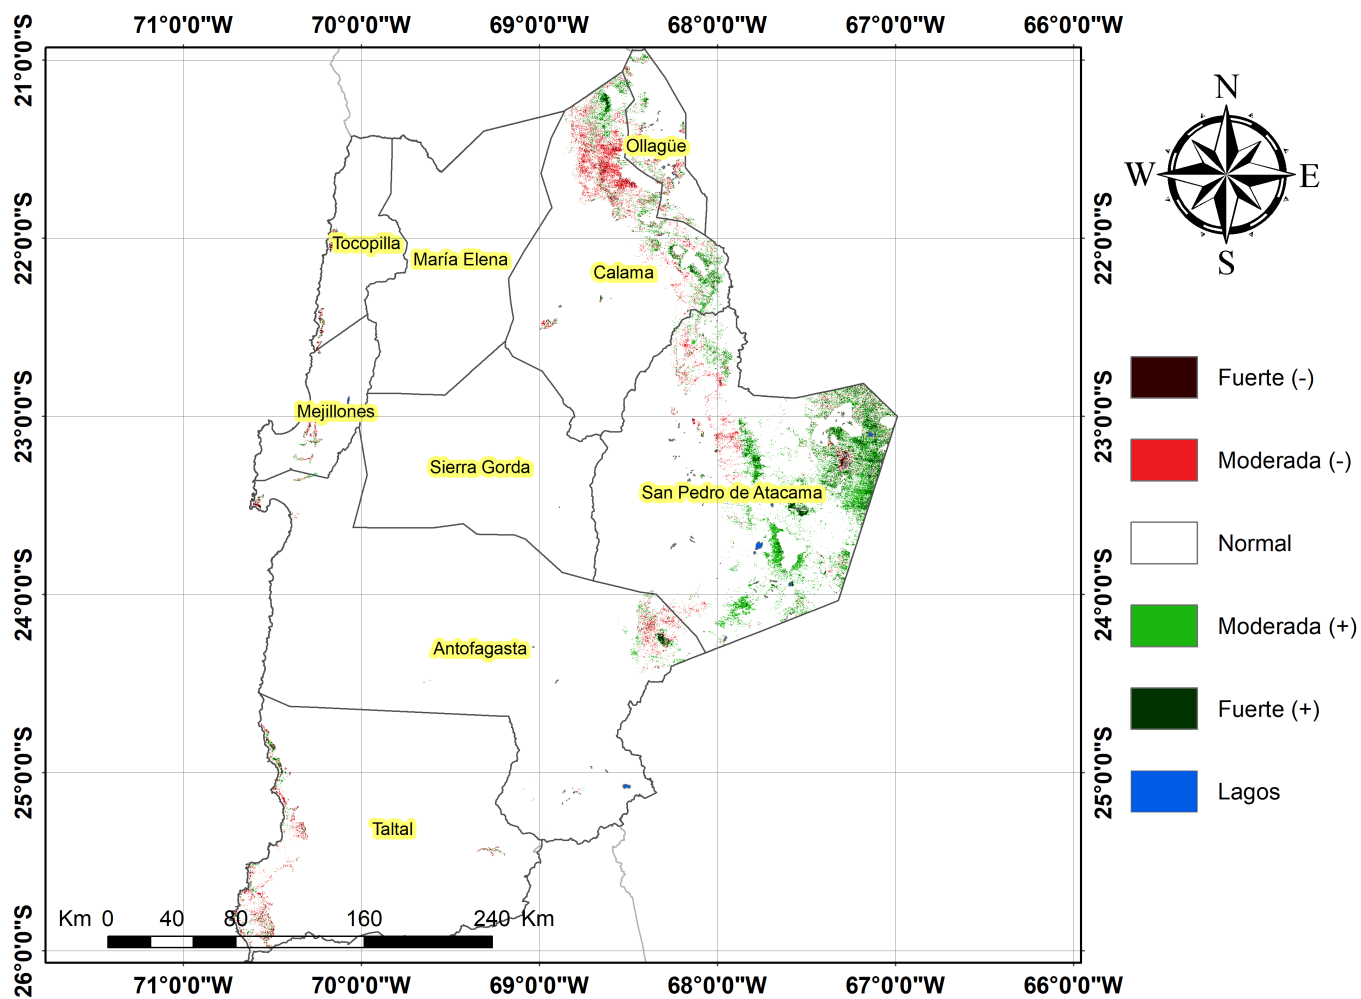 71°0'0"W 70°0'0"W 69°0'0"W 68°0'0"W 67°0'0"W 66°0'0"W
21°0'0"S
22°0'0"S
23°0'0"S
24°0'0"S
25°0'0"S
26°0'0"S
Ollagüe
Tocopilla
María Elena
Calama
Mejillones
Sierra Gorda
San Pedro de Atacama
Antofagasta
Taltal
Km 0 40 80 160 240 Km
71°0'0"W 70°0'0"W 69°0'0"W 68°0'0"W 67°0'0"W 66°0'0"W
22°0'0"S
23°0'0"S
24°0'0"S
25°0'0"S
N
W E
S
Fuerte (-)
Moderada (-)
Normal
Moderada (+)
Fuerte (+)
Lagos